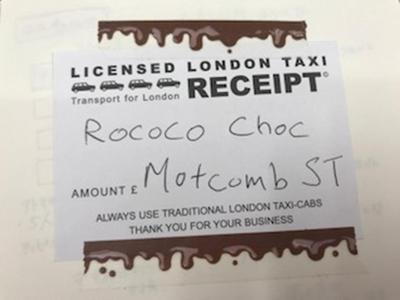 LICENSED LONDON TAXI
Transport for London RECEIPT©
Rococo Choc
AMOUNT £ Motcomb ST
ALWAYS USE TRADITIONAL LONDON TAXI-CABS
THANK YOU FOR YOUR BUSINESS